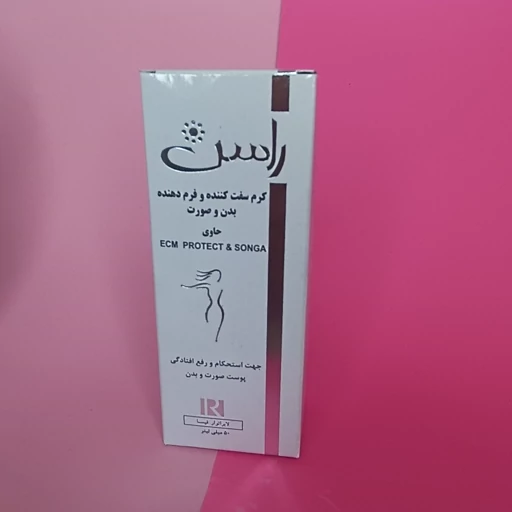 راسن
کرم سفت کننده و فرم دهنده
بدن و صورت
حاوی
ECM PROTECT & SONGA
جهت استحکام و رفع افتادگی
پوست صورت و بدن
لابراتوار لیسا
۵۰ میلی لیتر